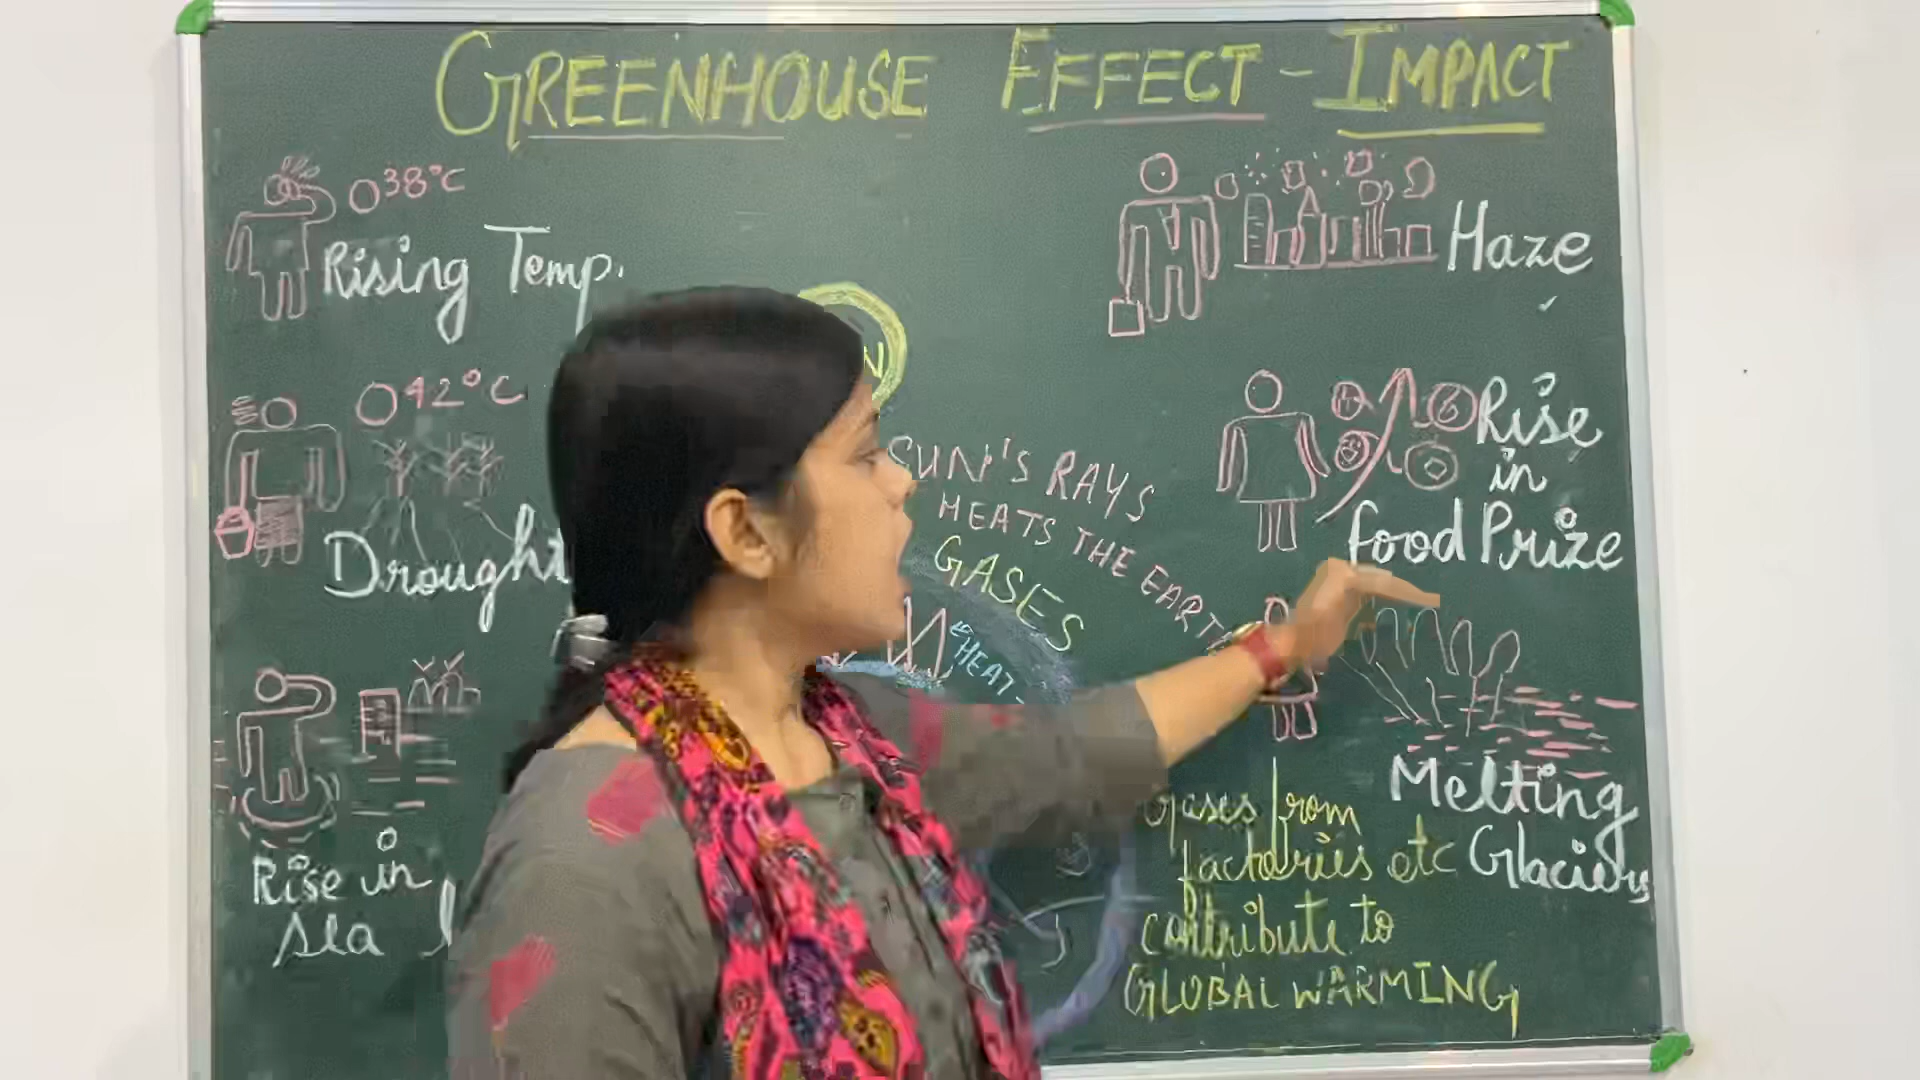 GREENHOUSE EFFECT - IMPACT
38°C
Rising Temp.
42°C
Drought
Rise in
Sea
SUN'S RAYS
HEATS THE EARTH
GASES
HEAT
Haze
Rise
in
food Prize
Melting
Glaciers
Gases from
factories etc
contribute to
GLOBAL WARMING